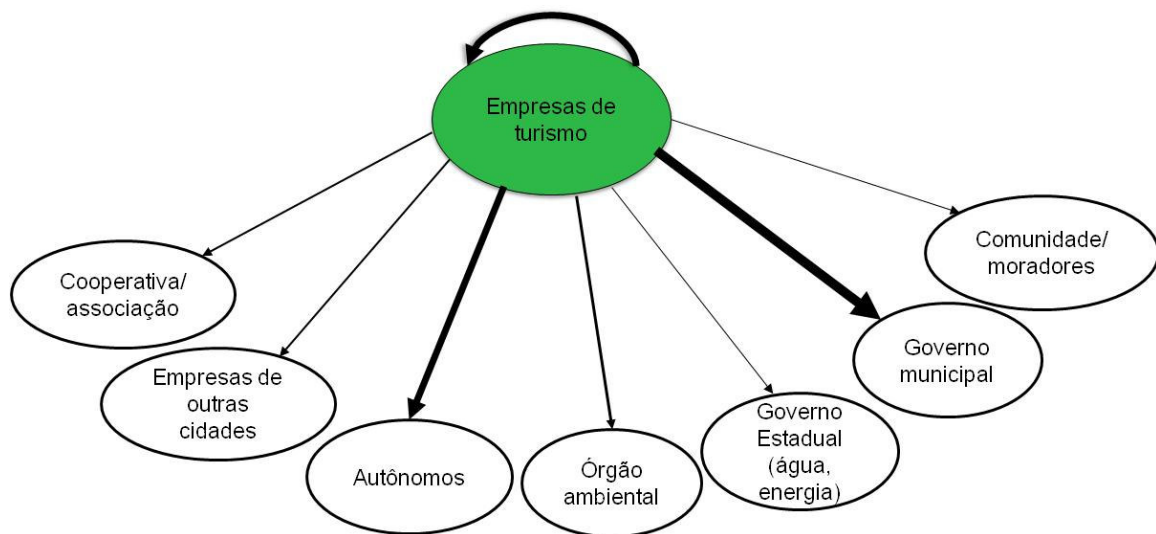 Empresas de
turismo
Cooperativa/
associação
Empresas de
outras
cidades
Autônomos
Órgão
ambiental
Governo
Estadual
(água,
energia)
Governo
municipal
Comunidade/
moradores